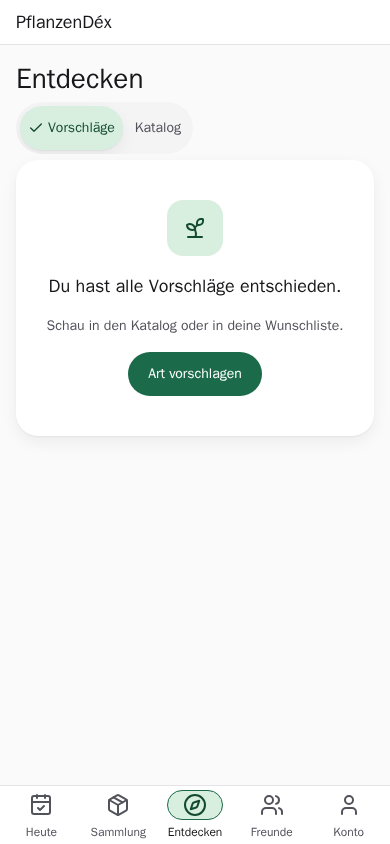 PflanzenDéx
Entdecken
Vorschläge
Katalog
Du hast alle Vorschläge entschieden.
Schau in den Katalog oder in deine Wunschliste.
Art vorschlagen
Heute
Sammlung
Entdecken
Freunde
Konto